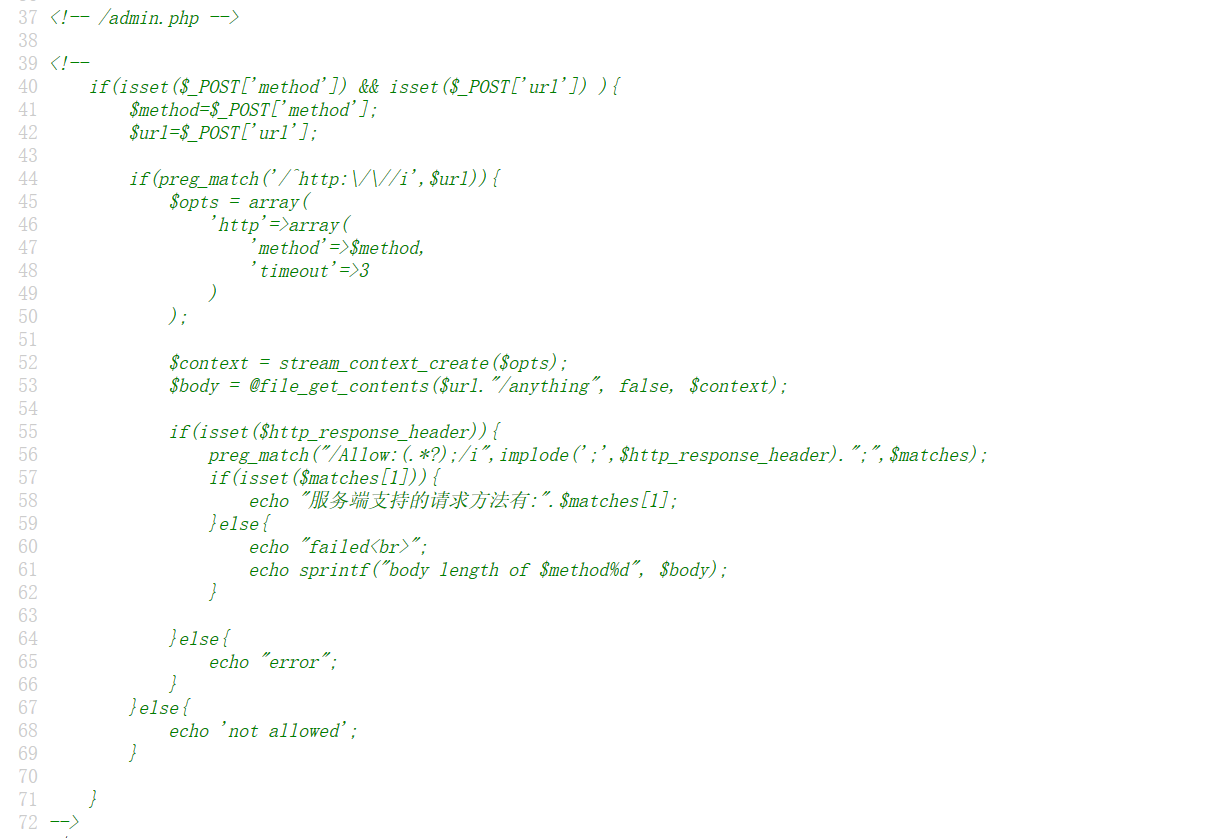 37 <!-- /admin.php -->
38
39 <!--
40     if(isset($_POST['method']) && isset($_POST['url']) ){
41         $method=$_POST['method'];
42         $url=$_POST['url'];
43
44         if(preg_match('/^http:\/\//i',$url)){
45             $opts = array(
46                 'http'=>array(
47                     'method'=>$method,
48                     'timeout'=>3
49                 )
50             );
51
52             $context = stream_context_create($opts);
53             $body = @file_get_contents($url."/anything", false, $context);
54
55             if(isset($http_response_header)){
56                 preg_match("/Allow:(.*?);/i",implode(';',$http_response_header).";",$matches);
57                 if(isset($matches[1])){
58                     echo "服务端支持的请求方法有:".$matches[1];
59                 }else{
60                     echo "failed<br>";
61                     echo sprintf("body length of $method%d", $body);
62                 }
63
64             }else{
65                 echo "error";
66             }
67         }else{
68             echo 'not allowed';
69         }
70
71     }
72 -->